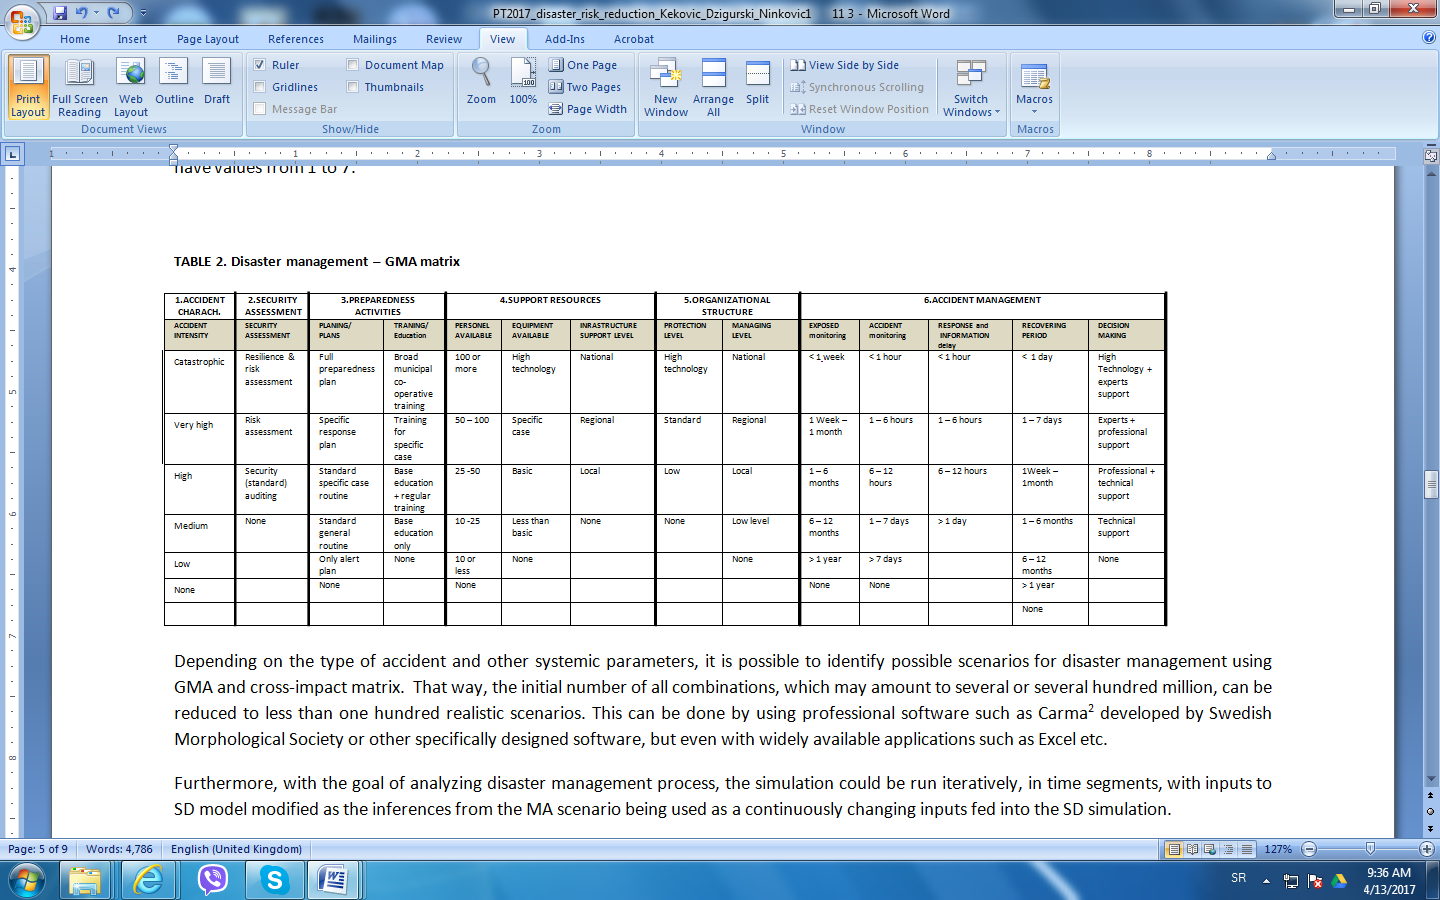 PT2017_disaster_risk_reduction_Kekovic_Dzigurski_Ninkovic1 11 3 - Microsoft Word
Home Insert Page Layout References Mailings Review View Add-Ins Acrobat
Print Layout
Full Screen Reading
Web Layout
Outline
Draft
Document Views
Ruler
Gridlines
Message Bar
Document Map
Thumbnails
Show/Hide
Zoom
100%
One Page
Two Pages
Page Width
Zoom
New Window
Arrange All
Split
View Side by Side
Synchronous Scrolling
Reset Window Position
Window
Switch Windows
Macros
Macros
1 1 2 3 4 5 6 7 8
4
5
6
7
8
have values from 1 to 7.
TABLE 2. Disaster management – GMA matrix
1.ACCIDENT CHARACH. 2.SECURITY ASSESSMENT 3.PREPAREDNESS ACTIVITIES 4.SUPPORT RESOURCES 5.ORGANIZATIONAL STRUCTURE 6.ACCIDENT MANAGEMENT
ACCIDENT INTENSITY SECURITY ASSESSMENT PLANING/ PLANS TRANING/ Education PERSONEL AVAILABLE EQUIPMENT AVAILABLE INRASTRUCTURE SUPPORT LEVEL PROTECTION LEVEL MANAGING LEVEL EXPOSED monitoring ACCIDENT monitoring RESPONSE and INFORMATION delay RECOVERING PERIOD DECISION MAKING
Catastrophic Resilience & risk assessment Full preparedness plan Broad municipal co-operative training 100 or more High technology National High technology National < 1 week < 1 hour < 1 hour < 1 day High Technology + experts support
Very high Risk assessment Specific response plan Training for specific case 50 – 100 Specific case Regional Standard Regional 1 Week – 1 month 1 – 6 hours 1 – 6 hours 1 – 7 days Experts + professional support
High Security (standard) auditing Standard specific case routine Base education + regular training 25 -50 Basic Local Low Local 1 – 6 months 6 – 12 hours 6 – 12 hours 1Week – 1month Professional + technical support
Medium None Standard general routine Base education only 10 -25 Less than basic None None Low level 6 – 12 months 1 – 7 days > 1 day 1 – 6 months Technical support
Low Only alert plan None 10 or less None None > 1 year > 7 days 6 – 12 months None
None None None None None > 1 year
None
Depending on the type of accident and other systemic parameters, it is possible to identify possible scenarios for disaster management using
GMA and cross-impact matrix. That way, the initial number of all combinations, which may amount to several or several hundred million, can be
reduced to less than one hundred realistic scenarios. This can be done by using professional software such as Carma² developed by Swedish
Morphological Society or other specifically designed software, but even with widely available applications such as Excel etc.
Furthermore, with the goal of analyzing disaster management process, the simulation could be run iteratively, in time segments, with inputs to
SD model modified as the inferences from the MA scenario being used as a continuously changing inputs fed into the SD simulation.
Page: 5 of 9 Words: 4,786 English (United Kingdom) 127%
SR 9:36 AM
4/13/2017